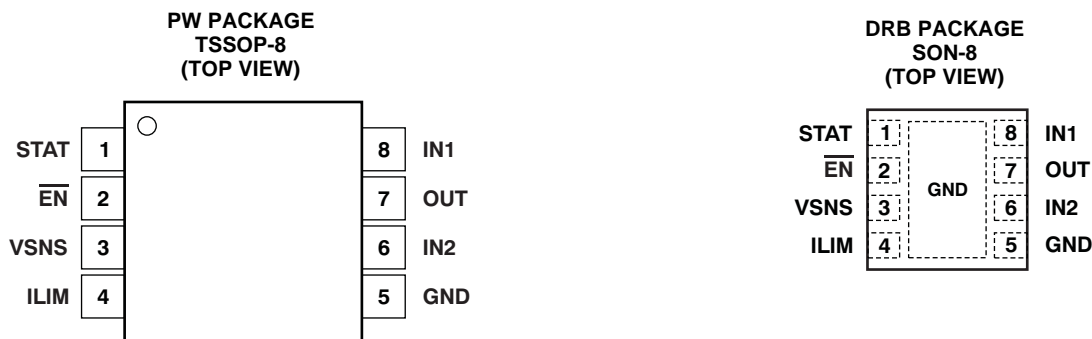 PW PACKAGE
TSSOP-8
(TOP VIEW)
STAT 1
EN 2
VSNS 3
ILIM 4
8 IN1
7 OUT
6 IN2
5 GND
DRB PACKAGE
SON-8
(TOP VIEW)
STAT 1
EN 2
VSNS 3
ILIM 4
GND
8 IN1
7 OUT
6 IN2
5 GND